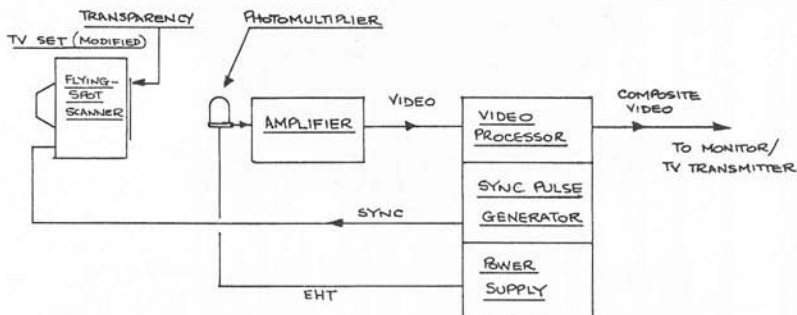 TRANSPARENCY
PHOTOMULTIPLIER
TV SET (MODIFIED)
FLYING-
SPOT
SCANNER
AMPLIFIER
VIDEO
VIDEO
PROCESSOR
COMPOSITE
VIDEO
TO MONITOR/
TV TRANSMITTER
SYNC PULSE
GENERATOR
SYNC
POWER
SUPPLY
EHT